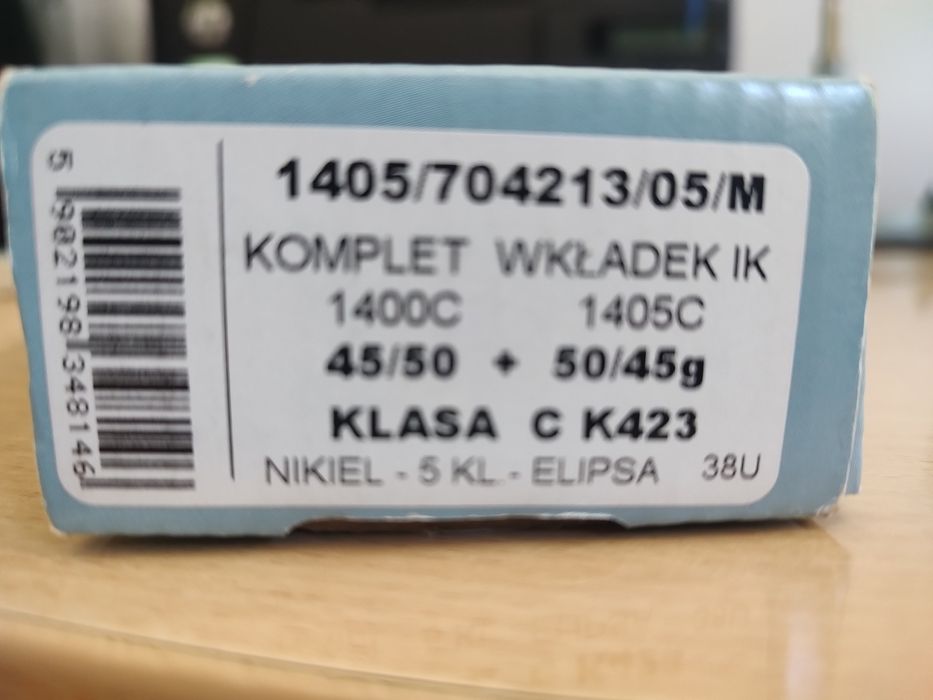 1405/704213/05/M
KOMPLET WKŁADEK IK
1400C 1405C
45/50 + 50/45g
KLASA C K423
NIKIEL - 5 KL.- ELIPSA 38U
5 902198 348146